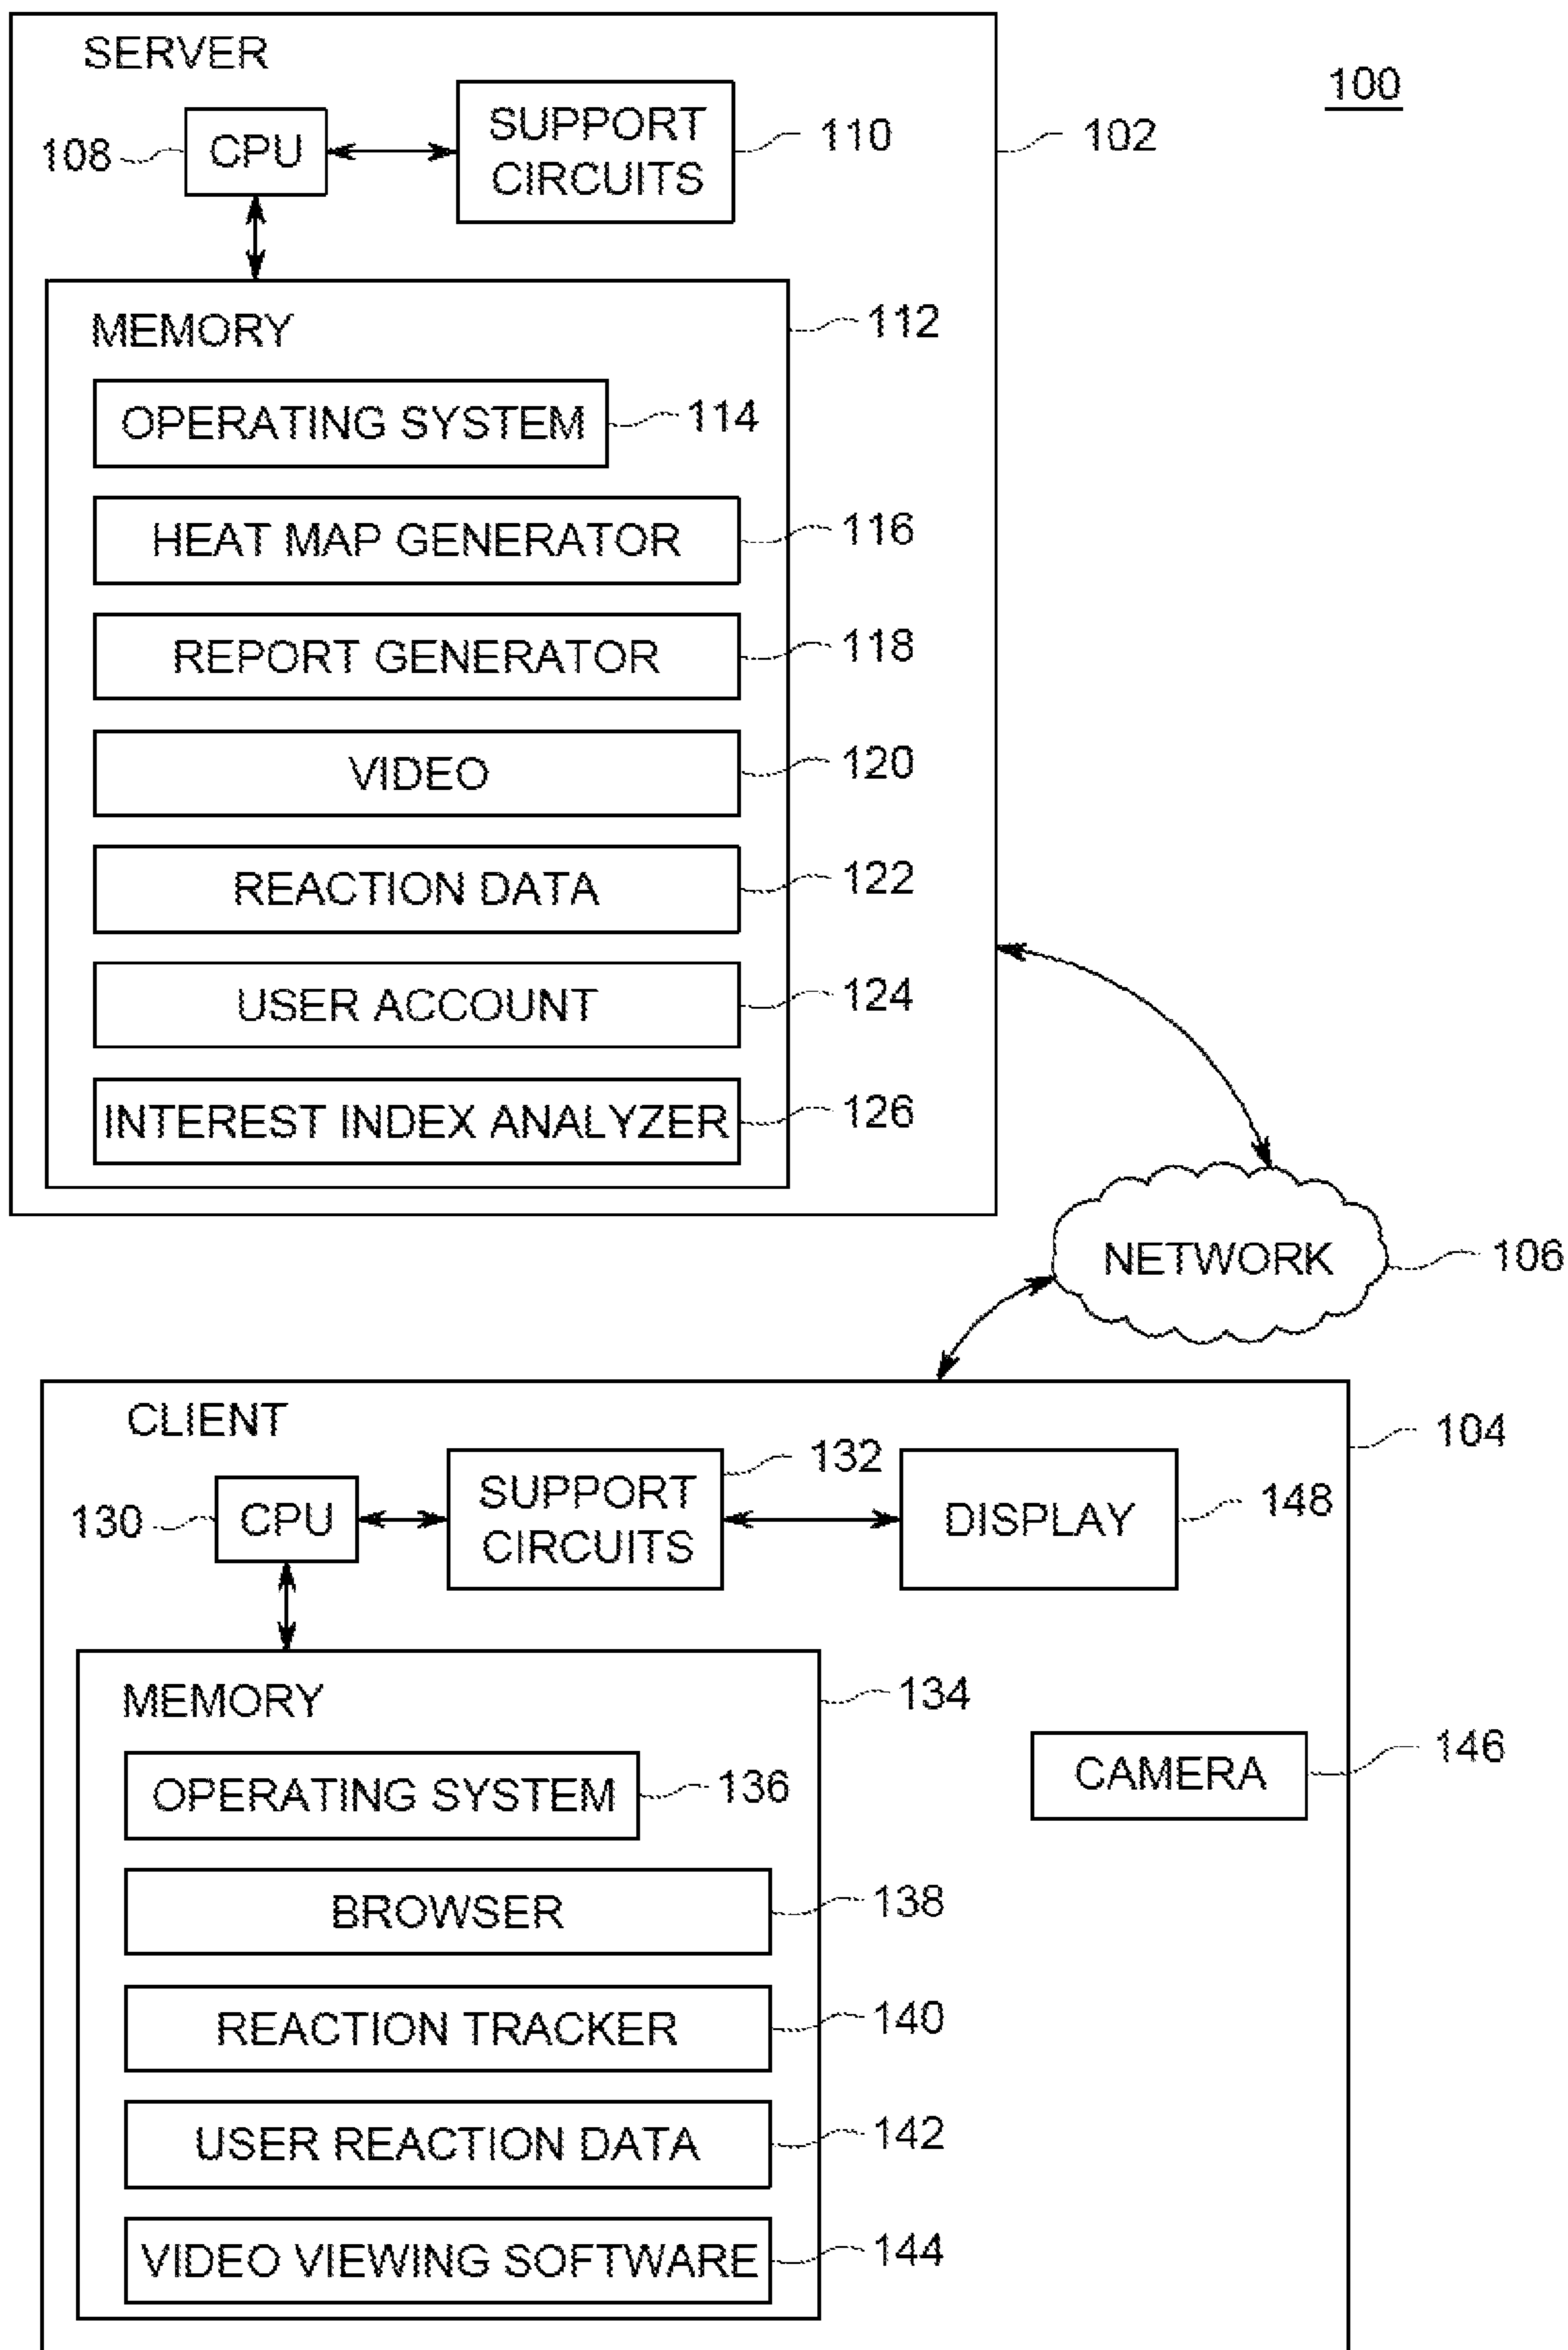 SERVER
100
108
CPU
SUPPORT
CIRCUITS
110
102
MEMORY
112
OPERATING SYSTEM
114
HEAT MAP GENERATOR
116
REPORT GENERATOR
118
VIDEO
120
REACTION DATA
122
USER ACCOUNT
124
INTEREST INDEX ANALYZER
126
NETWORK
106
CLIENT
104
130
CPU
SUPPORT
CIRCUITS
132
DISPLAY
148
MEMORY
134
OPERATING SYSTEM
136
CAMERA
146
BROWSER
138
REACTION TRACKER
140
USER REACTION DATA
142
VIDEO VIEWING SOFTWARE
144